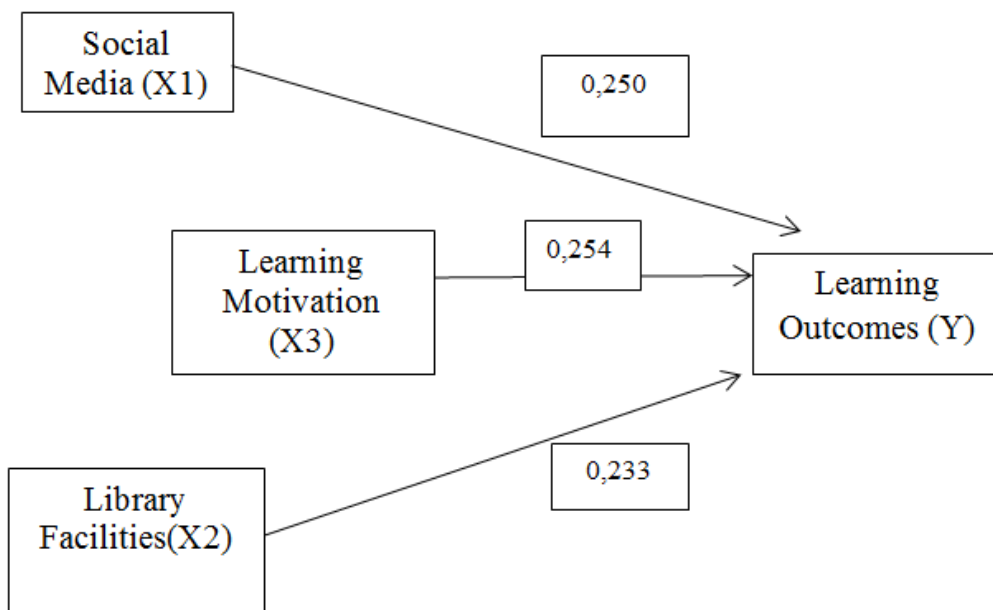 Social
Media (X1)
0,250
Learning
Motivation
(X3)
0,254
Learning
Outcomes (Y)
0,233
Library
Facilities(X2)